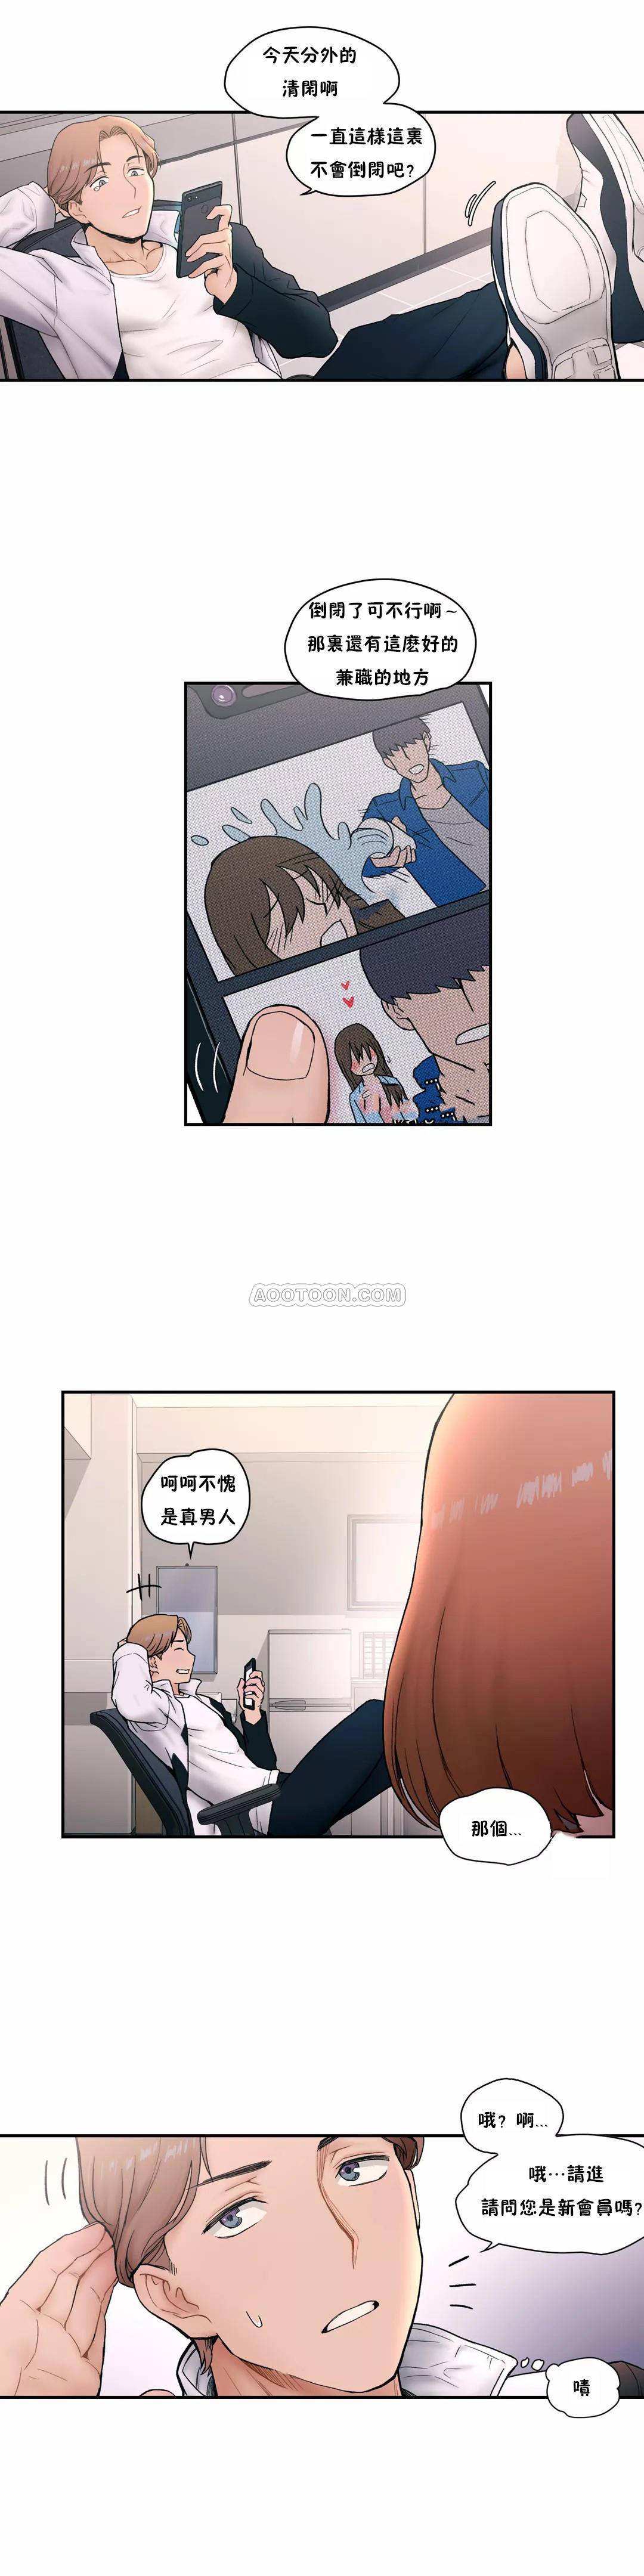 今天分外的
清閉啊
一直這樣這裏
不會倒閉吧?
倒閉了可不行啊~
那裏還有這麽好的
兼職的地方
AOOTOON.COM
呵呵不愧
是真男人
那個...
哦? 啊...
哦…請進
請問您是新會員嗎?
嘖